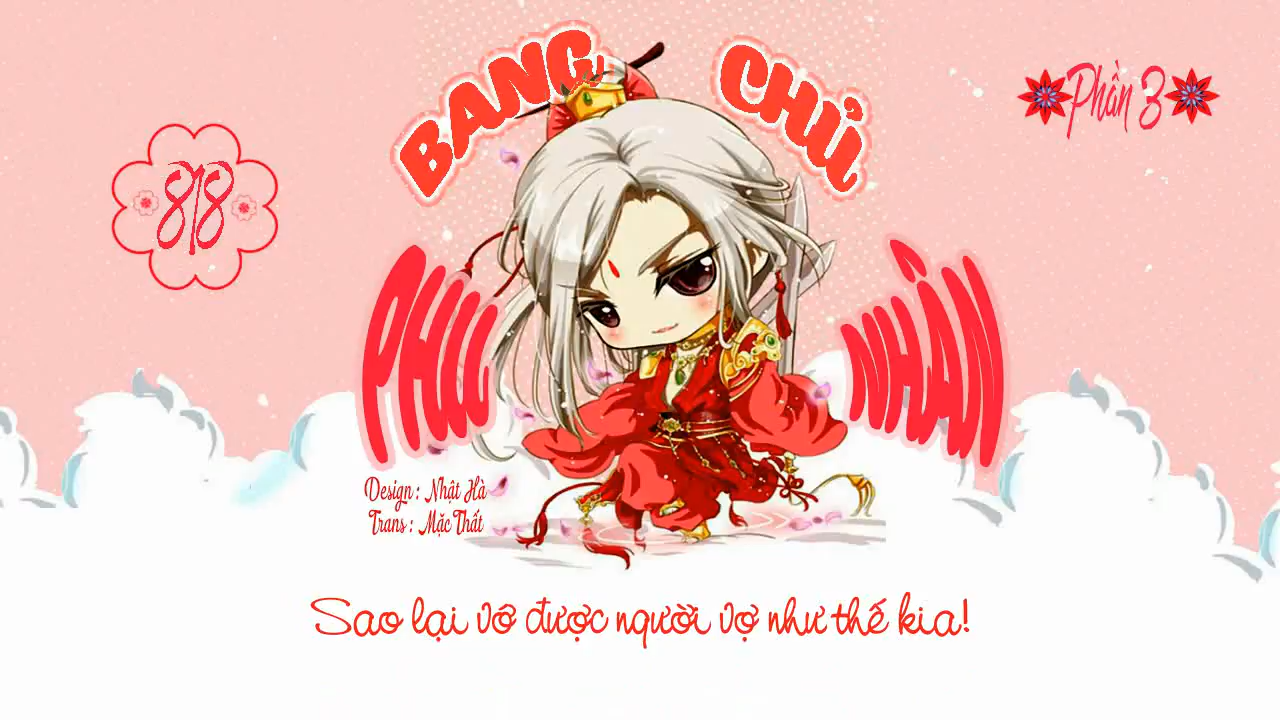 BANG CHỦ
Phần 3
818
PHU NHÂN
Design : Nhật Hà
Trans : Mặc Thất
Sao lại vô được người vợ như thế kia!